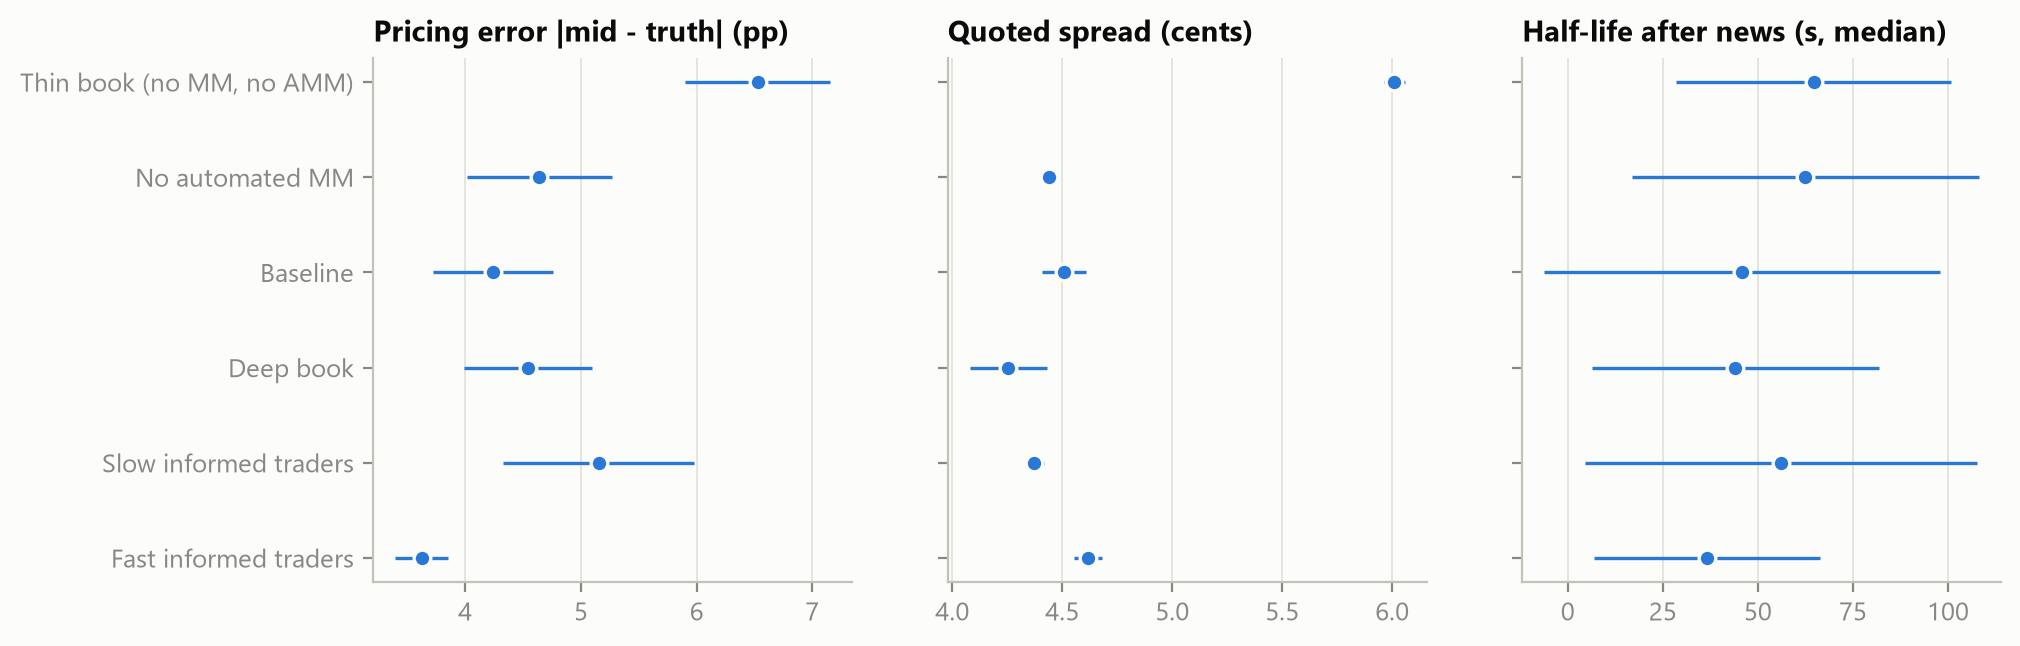 Pricing error |mid - truth| (pp)
Quoted spread (cents)
Half-life after news (s, median)
Thin book (no MM, no AMM)
No automated MM
Baseline
Deep book
Slow informed traders
Fast informed traders
4 5 6 7
4.0 4.5 5.0 5.5 6.0
0 25 50 75 100